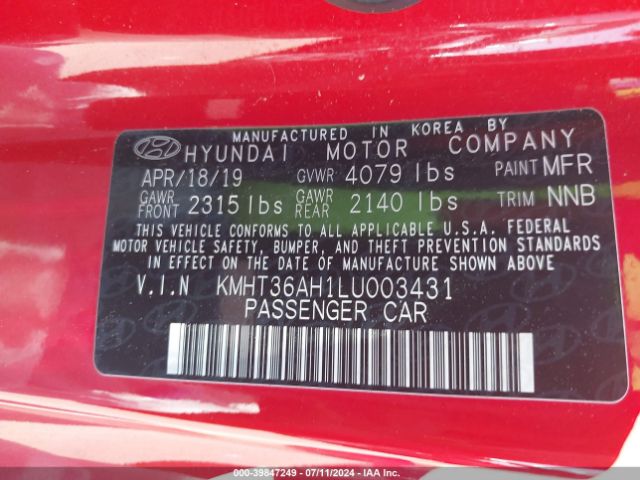 MANUFACTURED IN KOREA BY
HYUNDAI MOTOR COMPANY
APR/18/19 GVWR 4079 lbs PAINT MFR
GAWR FRONT 2315 lbs GAWR REAR 2140 lbs TRIM NNB
THIS VEHICLE CONFORMS TO ALL APPLICABLE U.S.A. FEDERAL
MOTOR VEHICLE SAFETY, BUMPER, AND THEFT PREVENTION STANDARDS
IN EFFECT ON THE DATE OF MANUFACTURE SHOWN ABOVE
V.I.N KMHT36AH1LU003431
PASSENGER CAR
000-39847249 - 07/11/2024 - IAAI.COM